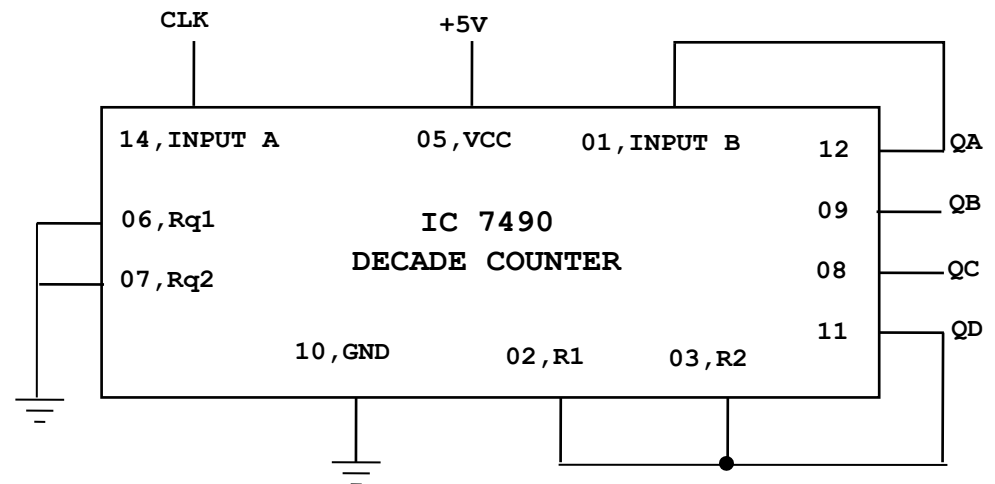 CLK
+5V
14,INPUT A
05,VCC
01,INPUT B
12
QA
06,Rq1
IC 7490
09
QB
DECADE COUNTER
07,Rq2
08
QC
11
QD
10,GND
02,R1
03,R2